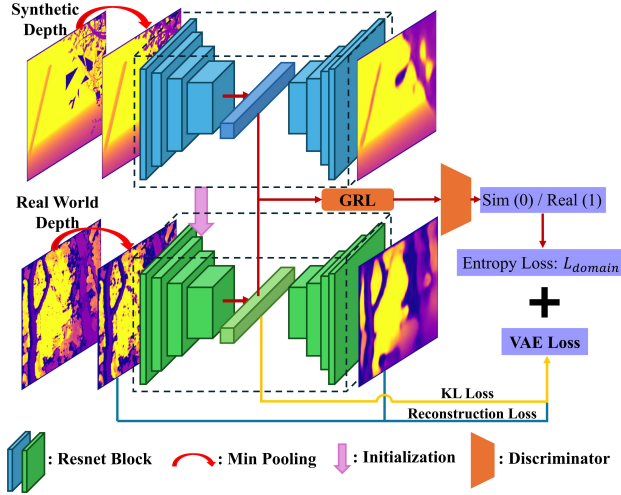 Synthetic
Depth
Real World
Depth
GRL
Sim (0) / Real (1)
Entropy Loss: L_domain
+
VAE Loss
KL Loss
Reconstruction Loss
: Resnet Block
: Min Pooling
: Initialization
: Discriminator